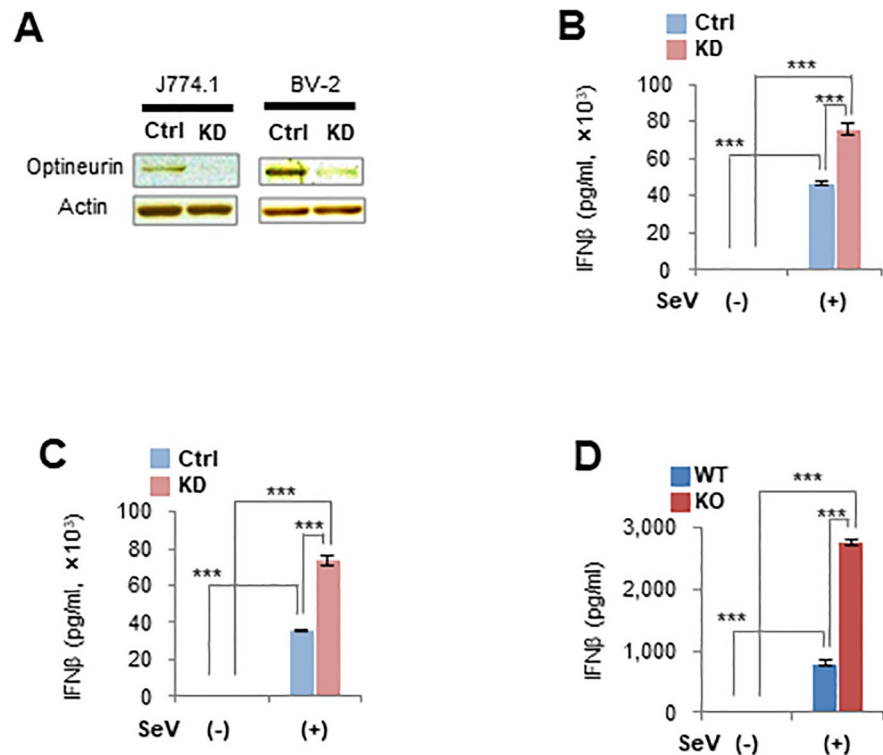 A
J774.1 BV-2
Ctrl KD Ctrl KD
Optineurin
Actin
B
Ctrl
KD
IFNβ (pg/ml, ×10³)
100
80
60
40
20
0
***
***
***
SeV (-) (+)
C
Ctrl
KD
IFNβ (pg/ml, ×10³)
100
80
60
40
20
0
***
***
***
SeV (-) (+)
D
WT
KO
IFNβ (pg/ml)
3,000
2,000
1,000
0
***
***
***
SeV (-) (+)